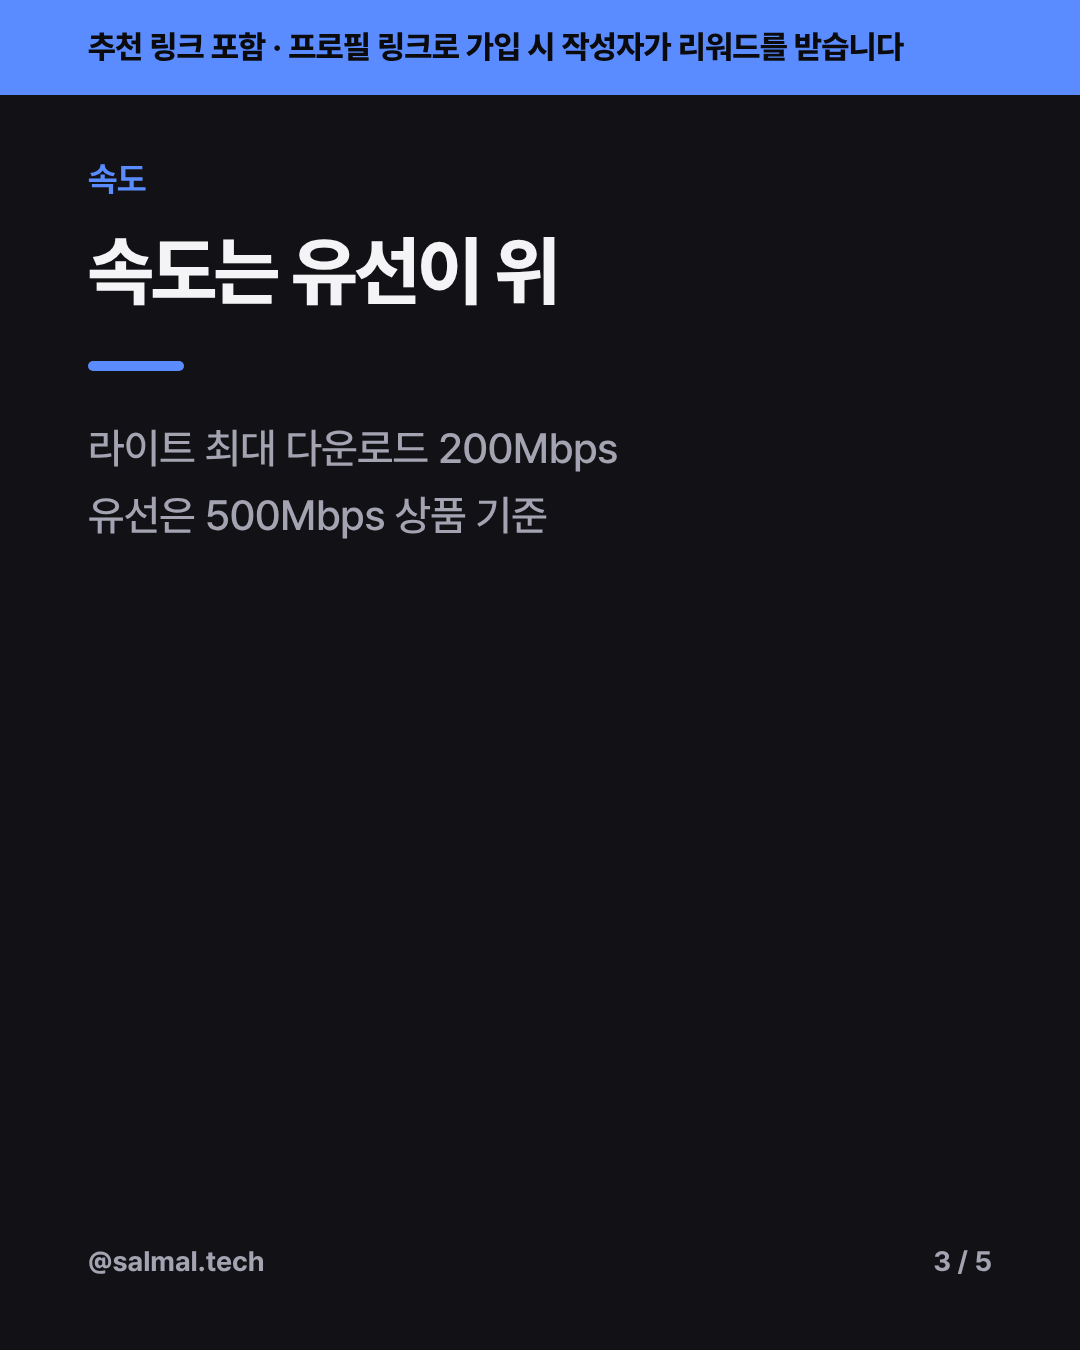 추천 링크 포함 · 프로필 링크로 가입 시 작성자가 리워드를 받습니다
속도
속도는 유선이 위
라이트 최대 다운로드 200Mbps
유선은 500Mbps 상품 기준
@salmal.tech
3 / 5